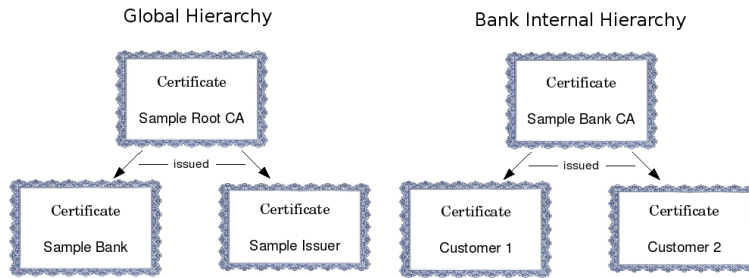 Global Hierarchy
Certificate
Sample Root CA
issued
Certificate
Sample Bank
Certificate
Sample Issuer
Bank Internal Hierarchy
Certificate
Sample Bank CA
issued
Certificate
Customer 1
Certificate
Customer 2